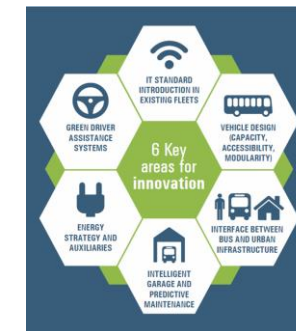 IT STANDARD
INTRODUCTION IN
EXISTING FLEETS
GREEN DRIVER
ASSISTANCE
SYSTEMS
VEHICLE DESIGN
(CAPACITY,
ACCESSIBILITY,
MODULARITY)
6 Key
areas for
innovation
ENERGY
STRATEGY AND
AUXILIARIES
INTERFACE BETWEEN
BUS AND URBAN
INFRASTRUCTURE
INTELLIGENT
GARAGE AND
PREDICTIVE
MAINTENANCE